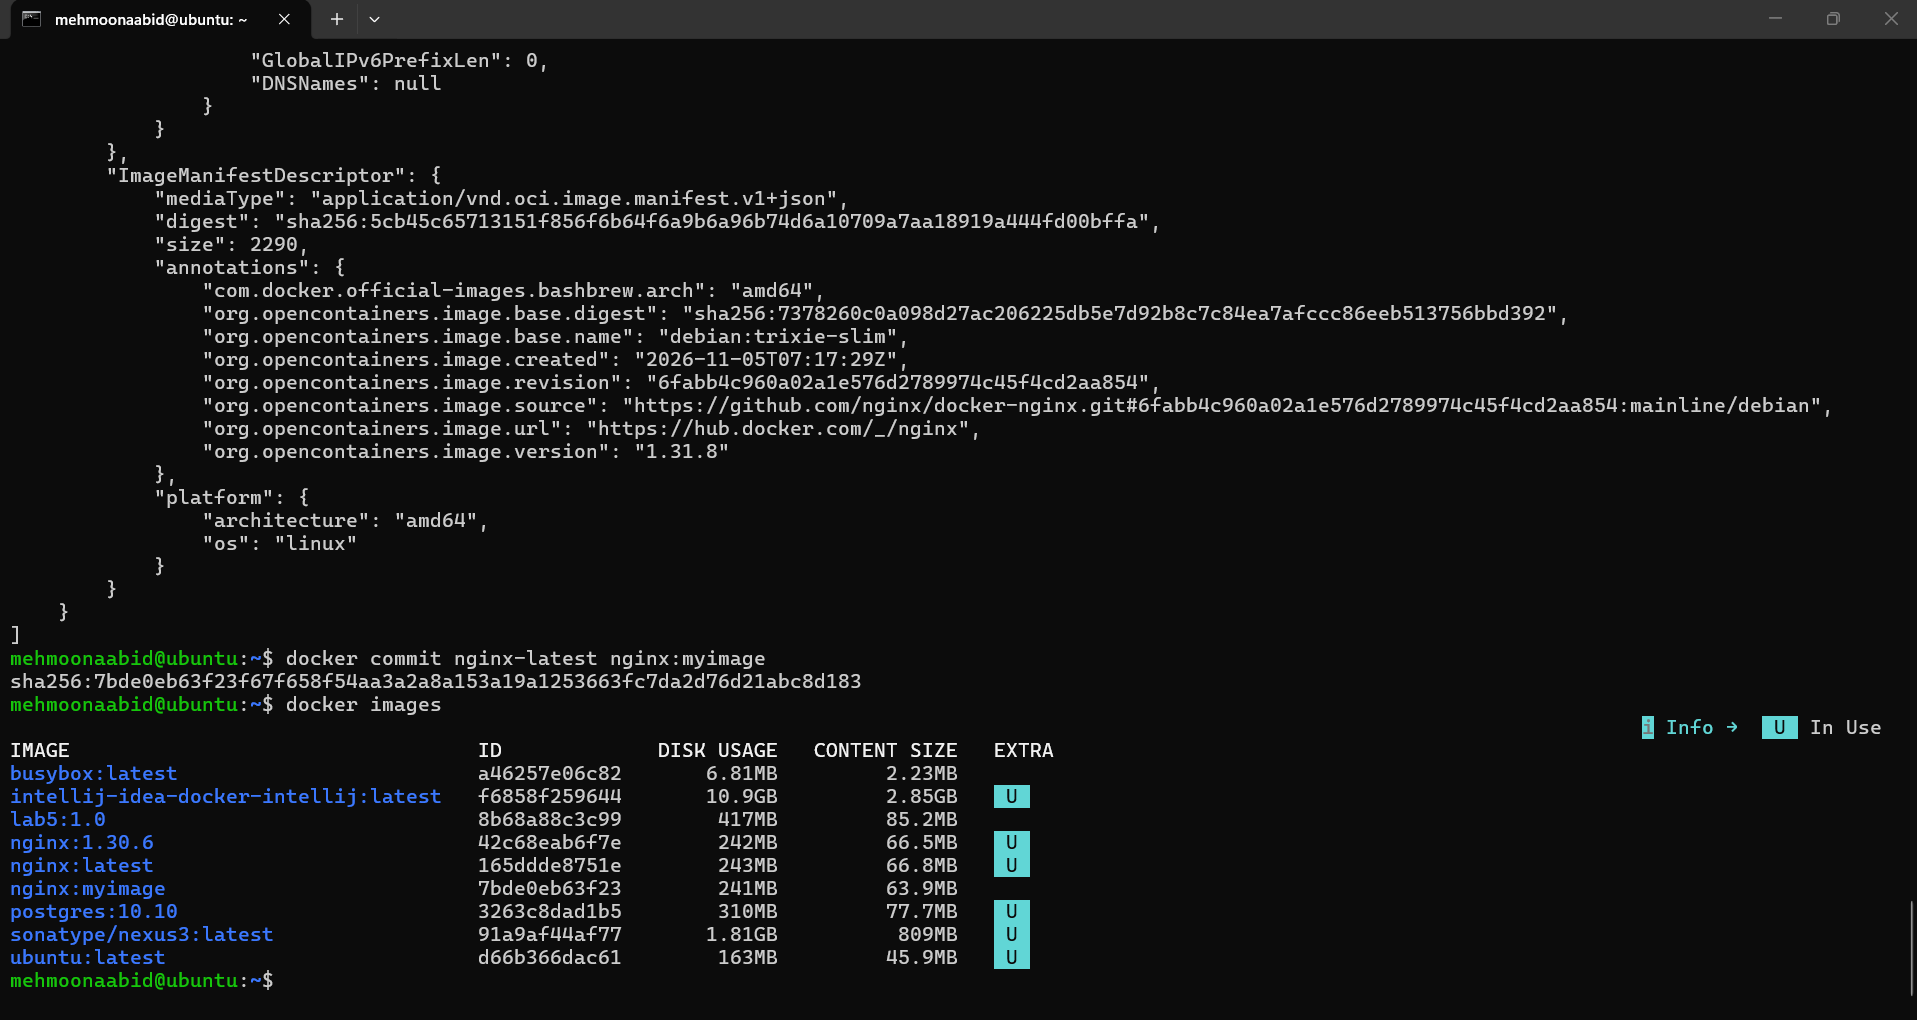 mehmoonaabid@ubuntu: ~
"GlobalIPv6PrefixLen": 0,
"DNSNames": null
}
}
},
"ImageManifestDescriptor": {
"mediaType": "application/vnd.oci.image.manifest.v1+json",
"digest": "sha256:5cb45c65713151f856f6b64f6a9b6a96b74d6a10709a7aa18919a444fd00bffa",
"size": 2290,
"annotations": {
"com.docker.official-images.bashbrew.arch": "amd64",
"org.opencontainers.image.base.digest": "sha256:7378260c0a098d27ac206225db5e7d92b8c7c84ea7afccc86eeb513756bbd392",
"org.opencontainers.image.base.name": "debian:trixie-slim",
"org.opencontainers.image.created": "2026-11-05T07:17:29Z",
"org.opencontainers.image.revision": "6fabb4c960a02a1e576d2789974c45f4cd2aa854",
"org.opencontainers.image.source": "https://github.com/nginx/docker-nginx.git#6fabb4c960a02a1e576d2789974c45f4cd2aa854:mainline/debian",
"org.opencontainers.image.url": "https://hub.docker.com/_/nginx",
"org.opencontainers.image.version": "1.31.8"
},
"platform": {
"architecture": "amd64",
"os": "linux"
}
}
}
]
mehmoonaabid@ubuntu:~$ docker commit nginx-latest nginx:myimage
sha256:7bde0eb63f23f67f658f54aa3a2a8a153a19a1253663fc7da2d76d21abc8d183
mehmoonaabid@ubuntu:~$ docker images
i Info → U In Use
IMAGE ID DISK USAGE CONTENT SIZE EXTRA
busybox:latest a46257e06c82 6.81MB 2.23MB
intellij-idea-docker-intellij:latest f6858f259644 10.9GB 2.85GB U
lab5:1.0 8b68a88c3c99 417MB 85.2MB
nginx:1.30.6 42c68eab6f7e 242MB 66.5MB U
nginx:latest 165ddde8751e 243MB 66.8MB U
nginx:myimage 7bde0eb63f23 241MB 63.9MB
postgres:10.10 3263c8dad1b5 310MB 77.7MB U
sonatype/nexus3:latest 91a9af44af77 1.81GB 809MB U
ubuntu:latest d66b366dac61 163MB 45.9MB U
mehmoonaabid@ubuntu:~$